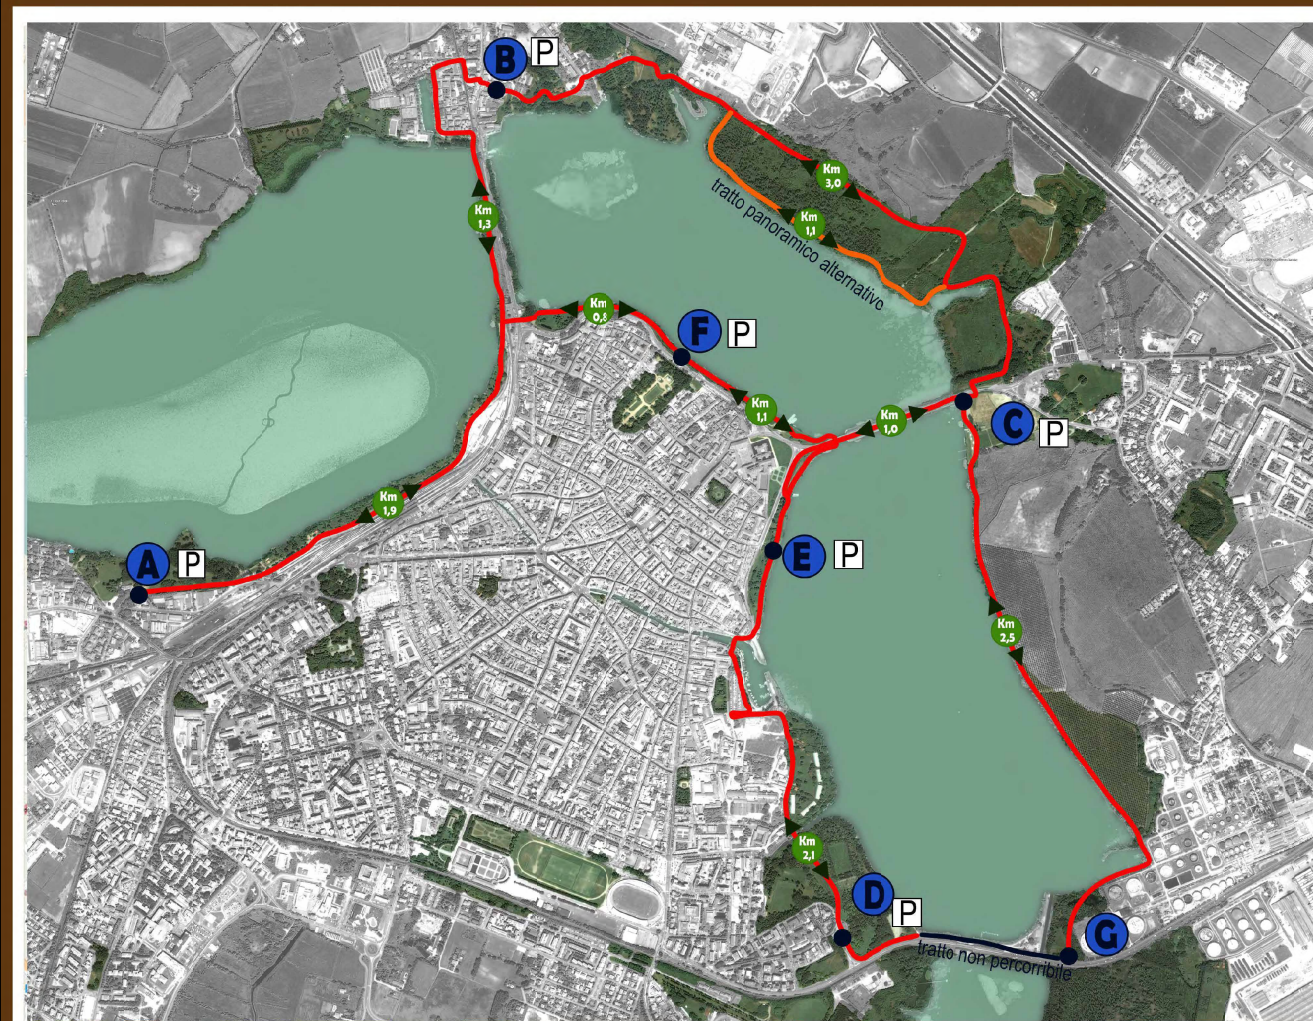 B P
Km
3,0
Km
1,1
tratto panoramico alternativo
Km
1,3
Km
0,8
F P
Km
1,1
Km
1,0
C P
Km
1,9
A P
E P
Km
2,5
Km
2,1
D P
G
tratto non percorribile